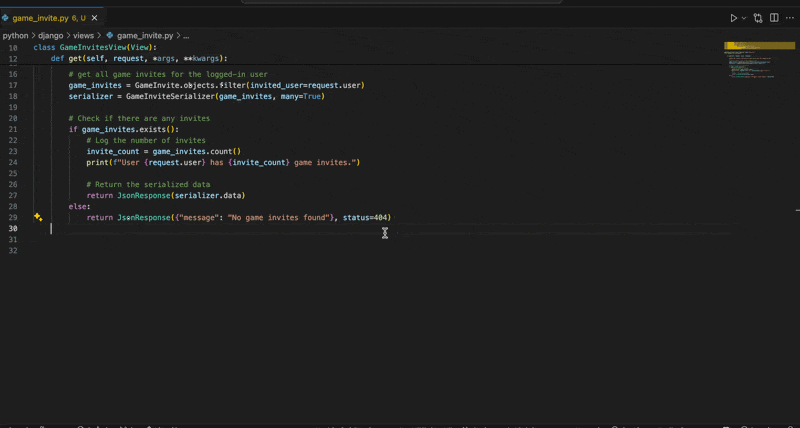 game_invite.py 6, U
python > django > views > game_invite.py > ...
10 class GameInvitesView(View):
12 def get(self, request, *args, **kwargs):
16 # get all game invites for the logged-in user
17 game_invites = GameInvite.objects.filter(invited_user=request.user)
18 serializer = GameInviteSerializer(game_invites, many=True)
19
20 # Check if there are any invites
21 if game_invites.exists():
22 # Log the number of invites
23 invite_count = game_invites.count()
24 print(f"User {request.user} has {invite_count} game invites.")
25
26 # Return the serialized data
27 return JsonResponse(serializer.data)
28 else:
29 return JsonResponse({"message": "No game invites found"}, status=404)
30
31
32